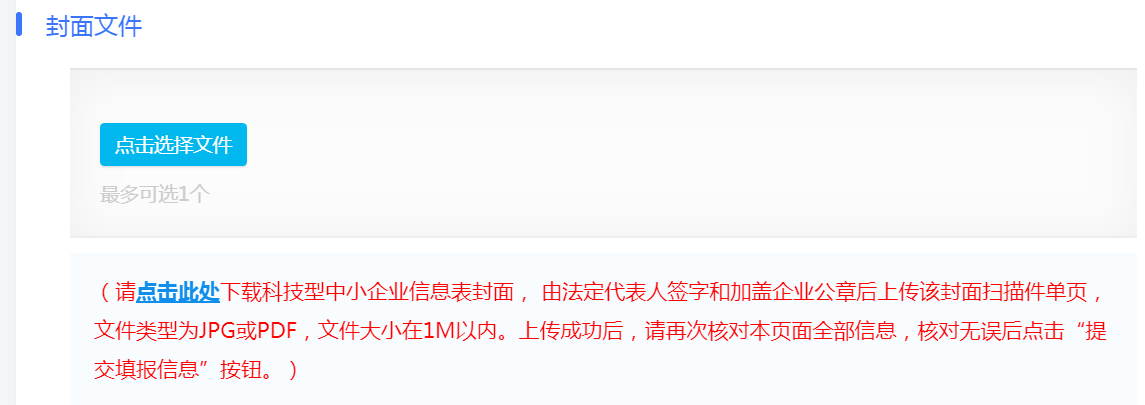 封面文件
点击选择文件
最多可选1个
（请点击此处下载科技型中小企业信息表封面， 由法定代表人签字和加盖企业公章后上传该封面扫描件单页，
文件类型为JPG或PDF，文件大小在1M以内。上传成功后，请再次核对本页面全部信息，核对无误后点击“提
交填报信息”按钮。）